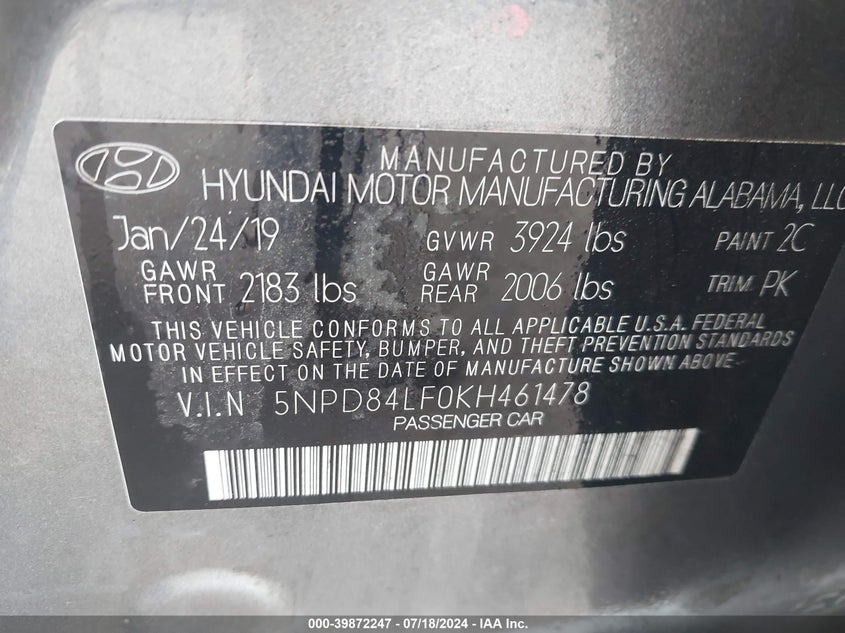 MANUFACTURED BY
HYUNDAI MOTOR MANUFACTURING ALABAMA, LLC
Jan/24/19 GVWR 3924 lbs PAINT 2C
GAWR FRONT 2183 lbs GAWR REAR 2006 lbs TRIM PK
THIS VEHICLE CONFORMS TO ALL APPLICABLE U.S.A. FEDERAL
MOTOR VEHICLE SAFETY, BUMPER, AND THEFT PREVENTION STANDARDS
IN EFFECT ON THE DATE OF MANUFACTURE SHOWN ABOVE
V.I.N 5NPD84LF0KH461478
PASSENGER CAR
000-39872247 - 07/18/2024 - IAA Inc.